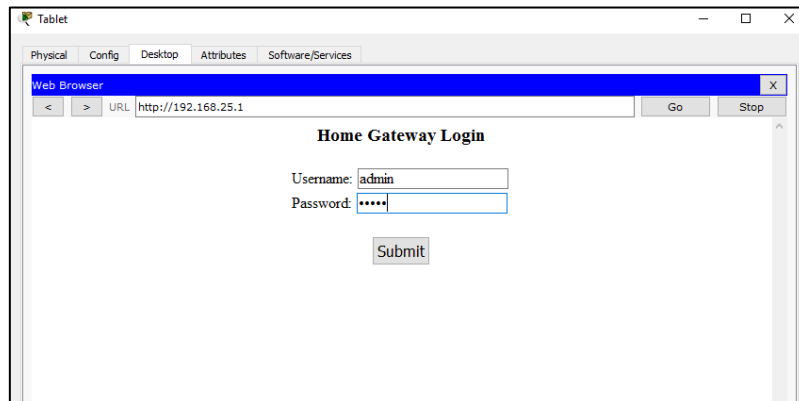 Tablet
Physical Config Desktop Attributes Software/Services
Web Browser X
< > URL http://192.168.25.1 Go Stop
Home Gateway Login
Username: admin
Password: •••••
Submit